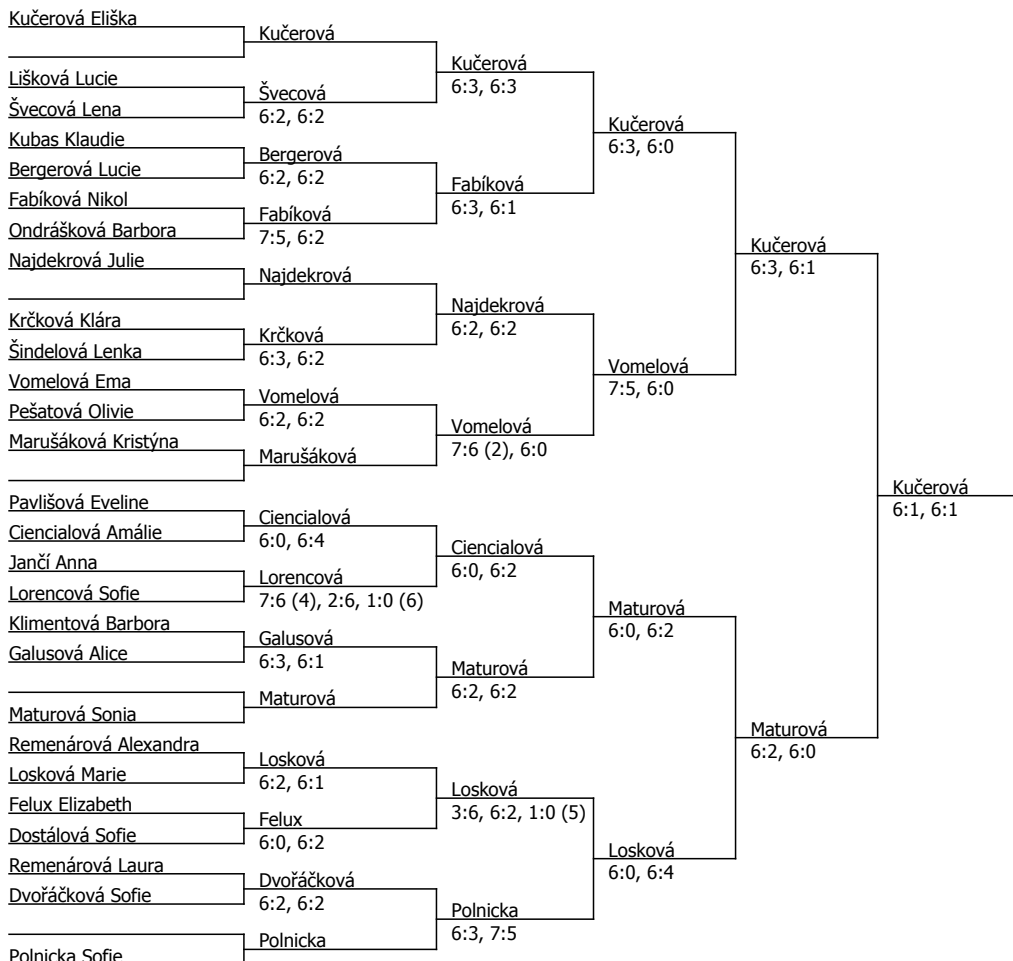 Kučerová Eliška
Kučerová
Lišková Lucie
Švecová Lena
Švecová
6:2, 6:2
Kučerová
6:3, 6:3
Kubas Klaudie
Bergerová Lucie
Bergerová
6:2, 6:2
Fabíková Nikol
Ondrášková Barbora
Fabíková
7:5, 6:2
Fabíková
6:3, 6:1
Kučerová
6:3, 6:0
Najdekrová Julie
Najdekrová
Krčková Klára
Šindelová Lenka
Krčková
6:3, 6:2
Najdekrová
6:2, 6:2
Vomelová Ema
Pešatová Olivie
Vomelová
6:2, 6:2
Marušáková Kristýna
Marušáková
Vomelová
7:6 (2), 6:0
Vomelová
7:5, 6:0
Kučerová
6:3, 6:1
Pavlišová Eveline
Ciencialová Amálie
Ciencialová
6:0, 6:4
Jančí Anna
Lorencová Sofie
Lorencová
7:6 (4), 2:6, 1:0 (6)
Ciencialová
6:0, 6:2
Klimentová Barbora
Galusová Alice
Galusová
6:3, 6:1
Maturová Sonia
Maturová
Maturová
6:2, 6:2
Maturová
6:0, 6:2
Remenárová Alexandra
Losková Marie
Losková
6:2, 6:1
Felux Elizabeth
Dostálová Sofie
Felux
6:0, 6:2
Losková
3:6, 6:2, 1:0 (5)
Remenárová Laura
Dvořáčková Sofie
Dvořáčková
6:2, 6:2
Polnicka Sofie
Polnicka
Polnicka
6:3, 7:5
Losková
6:0, 6:4
Maturová
6:2, 6:0
Kučerová
6:1, 6:1